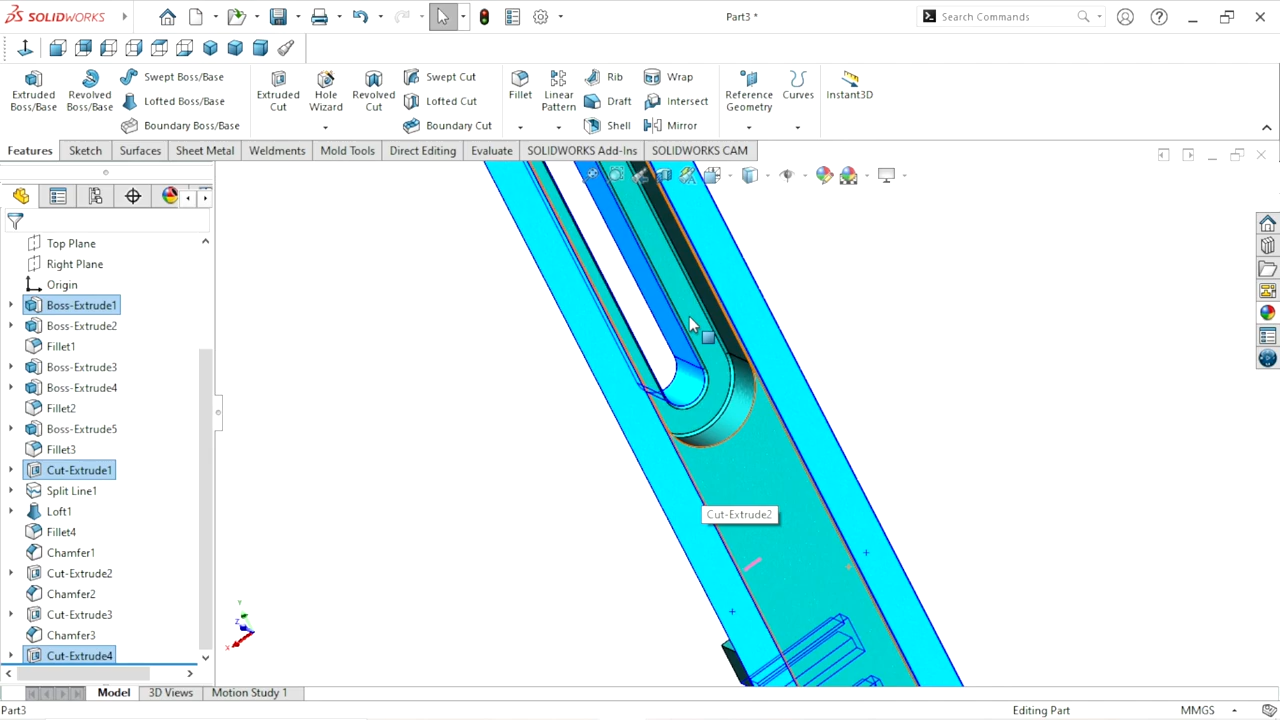 SOLIDWORKS
Part3 *
Search Commands
Extruded Boss/Base
Revolved Boss/Base
Swept Boss/Base
Lofted Boss/Base
Boundary Boss/Base
Extruded Cut
Hole Wizard
Revolved Cut
Swept Cut
Lofted Cut
Boundary Cut
Fillet
Linear Pattern
Rib
Draft
Shell
Wrap
Intersect
Mirror
Reference Geometry
Curves
Instant3D
Features
Sketch
Surfaces
Sheet Metal
Weldments
Mold Tools
Direct Editing
Evaluate
SOLIDWORKS Add-Ins
SOLIDWORKS CAM
Top Plane
Right Plane
Origin
Boss-Extrude1
Boss-Extrude2
Fillet1
Boss-Extrude3
Boss-Extrude4
Fillet2
Boss-Extrude5
Fillet3
Cut-Extrude1
Split Line1
Loft1
Fillet4
Chamfer1
Cut-Extrude2
Chamfer2
Cut-Extrude3
Chamfer3
Cut-Extrude4
Cut-Extrude2
Y
Z
X
Model
3D Views
Motion Study 1
Part3
Editing Part
MMGS